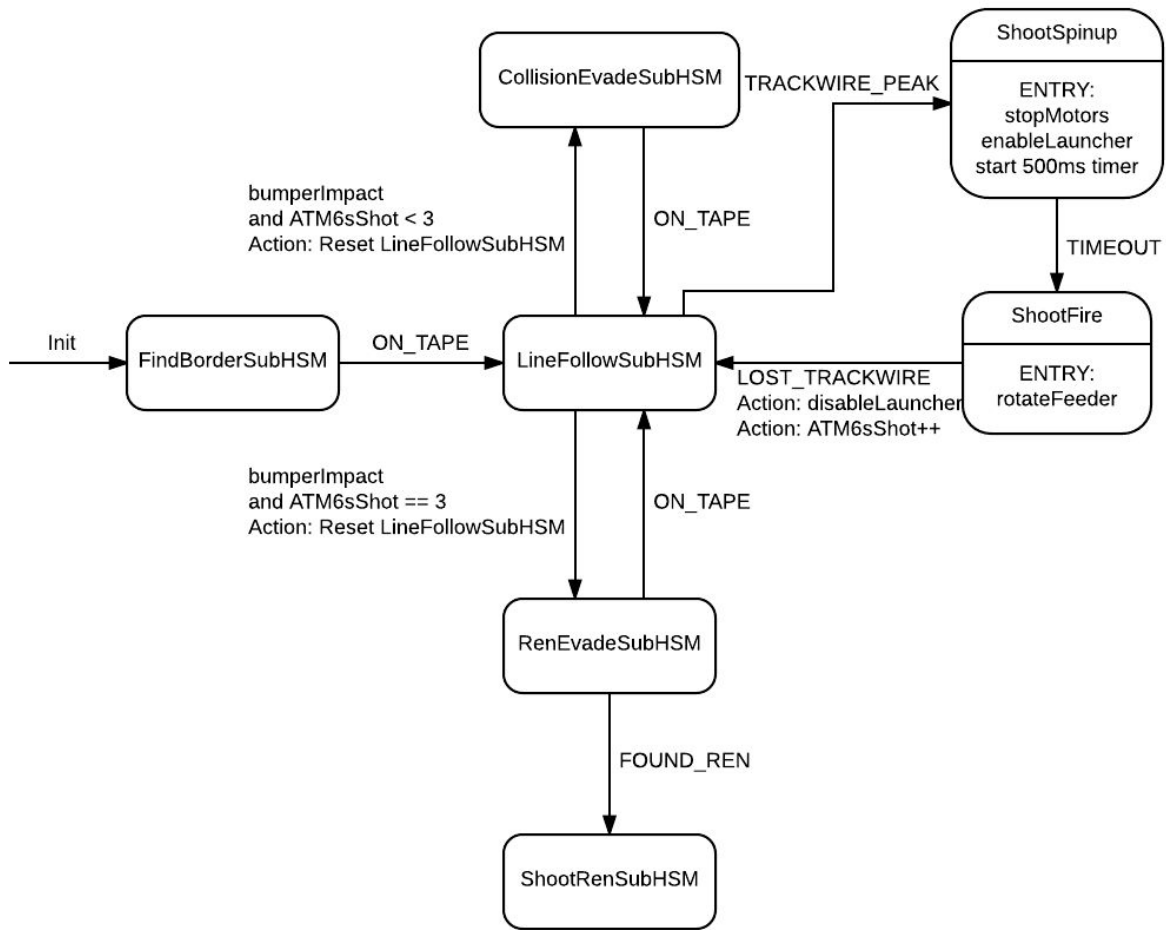 ShootSpinup
CollisionEvadeSubHSM
TRACKWIRE_PEAK
ENTRY:
stopMotors
enableLauncher
start 500ms timer
bumperImpact
and ATM6sShot < 3
Action: Reset LineFollowSubHSM
ON_TAPE
TIMEOUT
ShootFire
Init
FindBorderSubHSM
ON_TAPE
LineFollowSubHSM
LOST_TRACKWIRE
Action: disableLauncher
Action: ATM6sShot++
ENTRY:
rotateFeeder
bumperImpact
and ATM6sShot == 3
Action: Reset LineFollowSubHSM
ON_TAPE
RenEvadeSubHSM
FOUND_REN
ShootRenSubHSM